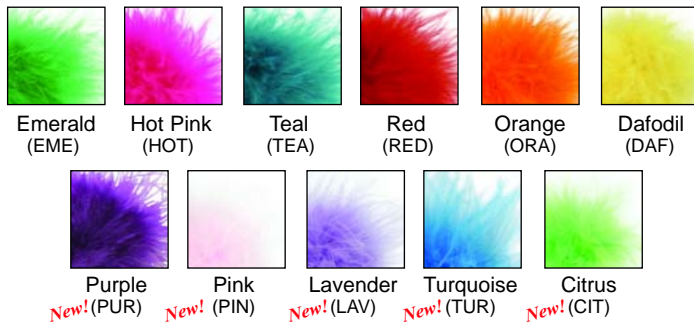 Emerald Hot Pink Teal Red Orange Dafodil
(EME) (HOT) (TEA) (RED) (ORA) (DAF)
Purple Pink Lavender Turquoise Citrus
New! (PUR) New! (PIN) New! (LAV) New! (TUR) New! (CIT)